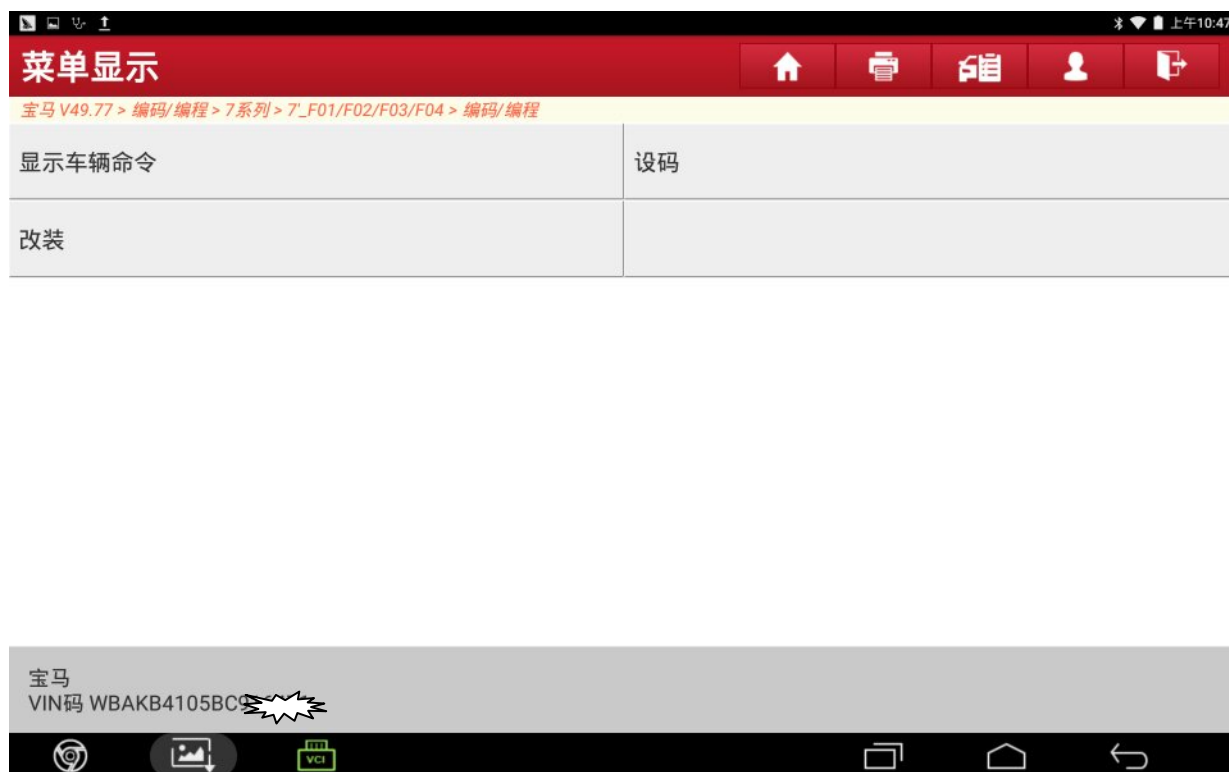 上午10:47
菜单显示
宝马 V49.77 > 编码/编程 > 7系列 > 7'_F01/F02/F03/F04 > 编码/编程
显示车辆命令
设码
改装
宝马
VIN码 WBAKB4105BC9
VCI